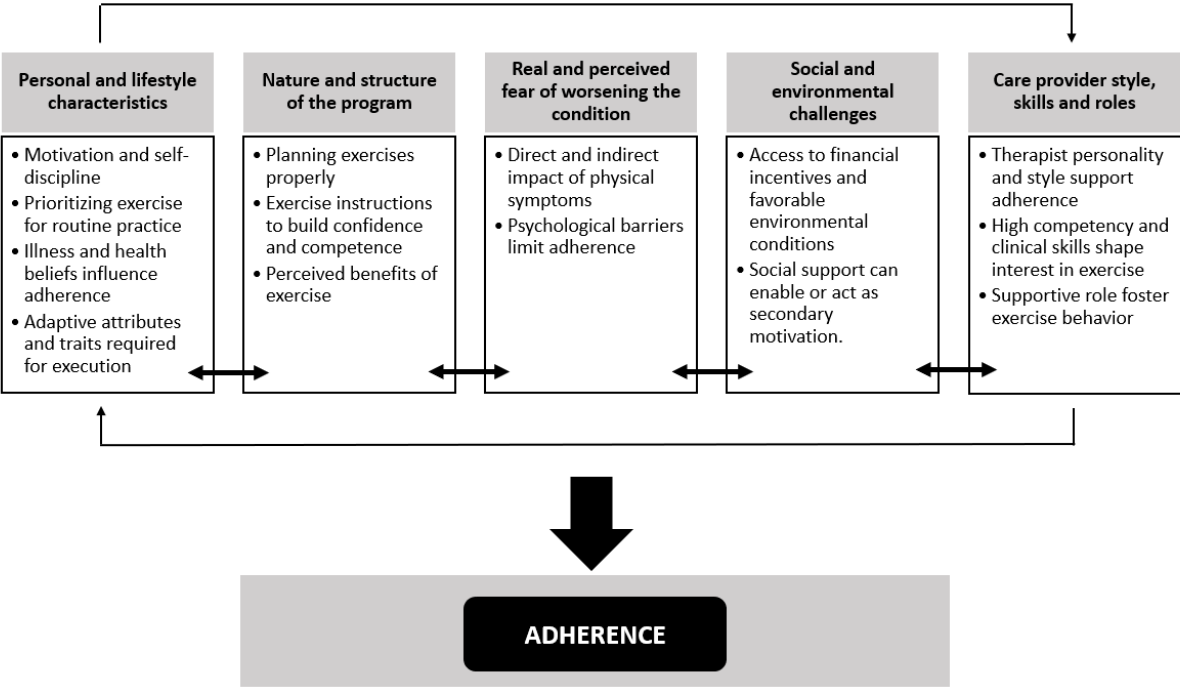 Personal and lifestyle
characteristics
• Motivation and self-
discipline
• Prioritizing exercise
for routine practice
• Illness and health
beliefs influence
adherence
• Adaptive attributes
and traits required
for execution
Nature and structure
of the program
• Planning exercises
properly
• Exercise instructions
to build confidence
and competence
• Perceived benefits of
exercise
Real and perceived
fear of worsening the
condition
• Direct and indirect
impact of physical
symptoms
• Psychological barriers
limit adherence
Social and
environmental
challenges
• Access to financial
incentives and
favorable
environmental
conditions
• Social support can
enable or act as
secondary
motivation.
Care provider style,
skills and roles
• Therapist personality
and style support
adherence
• High competency and
clinical skills shape
interest in exercise
• Supportive role foster
exercise behavior
ADHERENCE